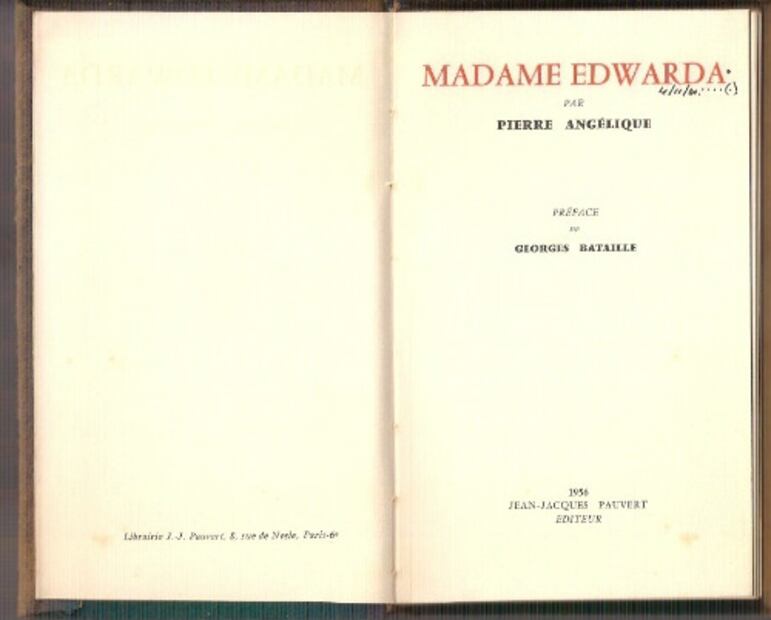 Librairie J.-J. Pauvert, 8, rue de Nesle, Paris-6e
MADAME EDWARDA
PAR
PIERRE ANGÉLIQUE
PRÉFACE
DE
GEORGES BATAILLE
1956
JEAN-JACQUES PAUVERT
EDITEUR